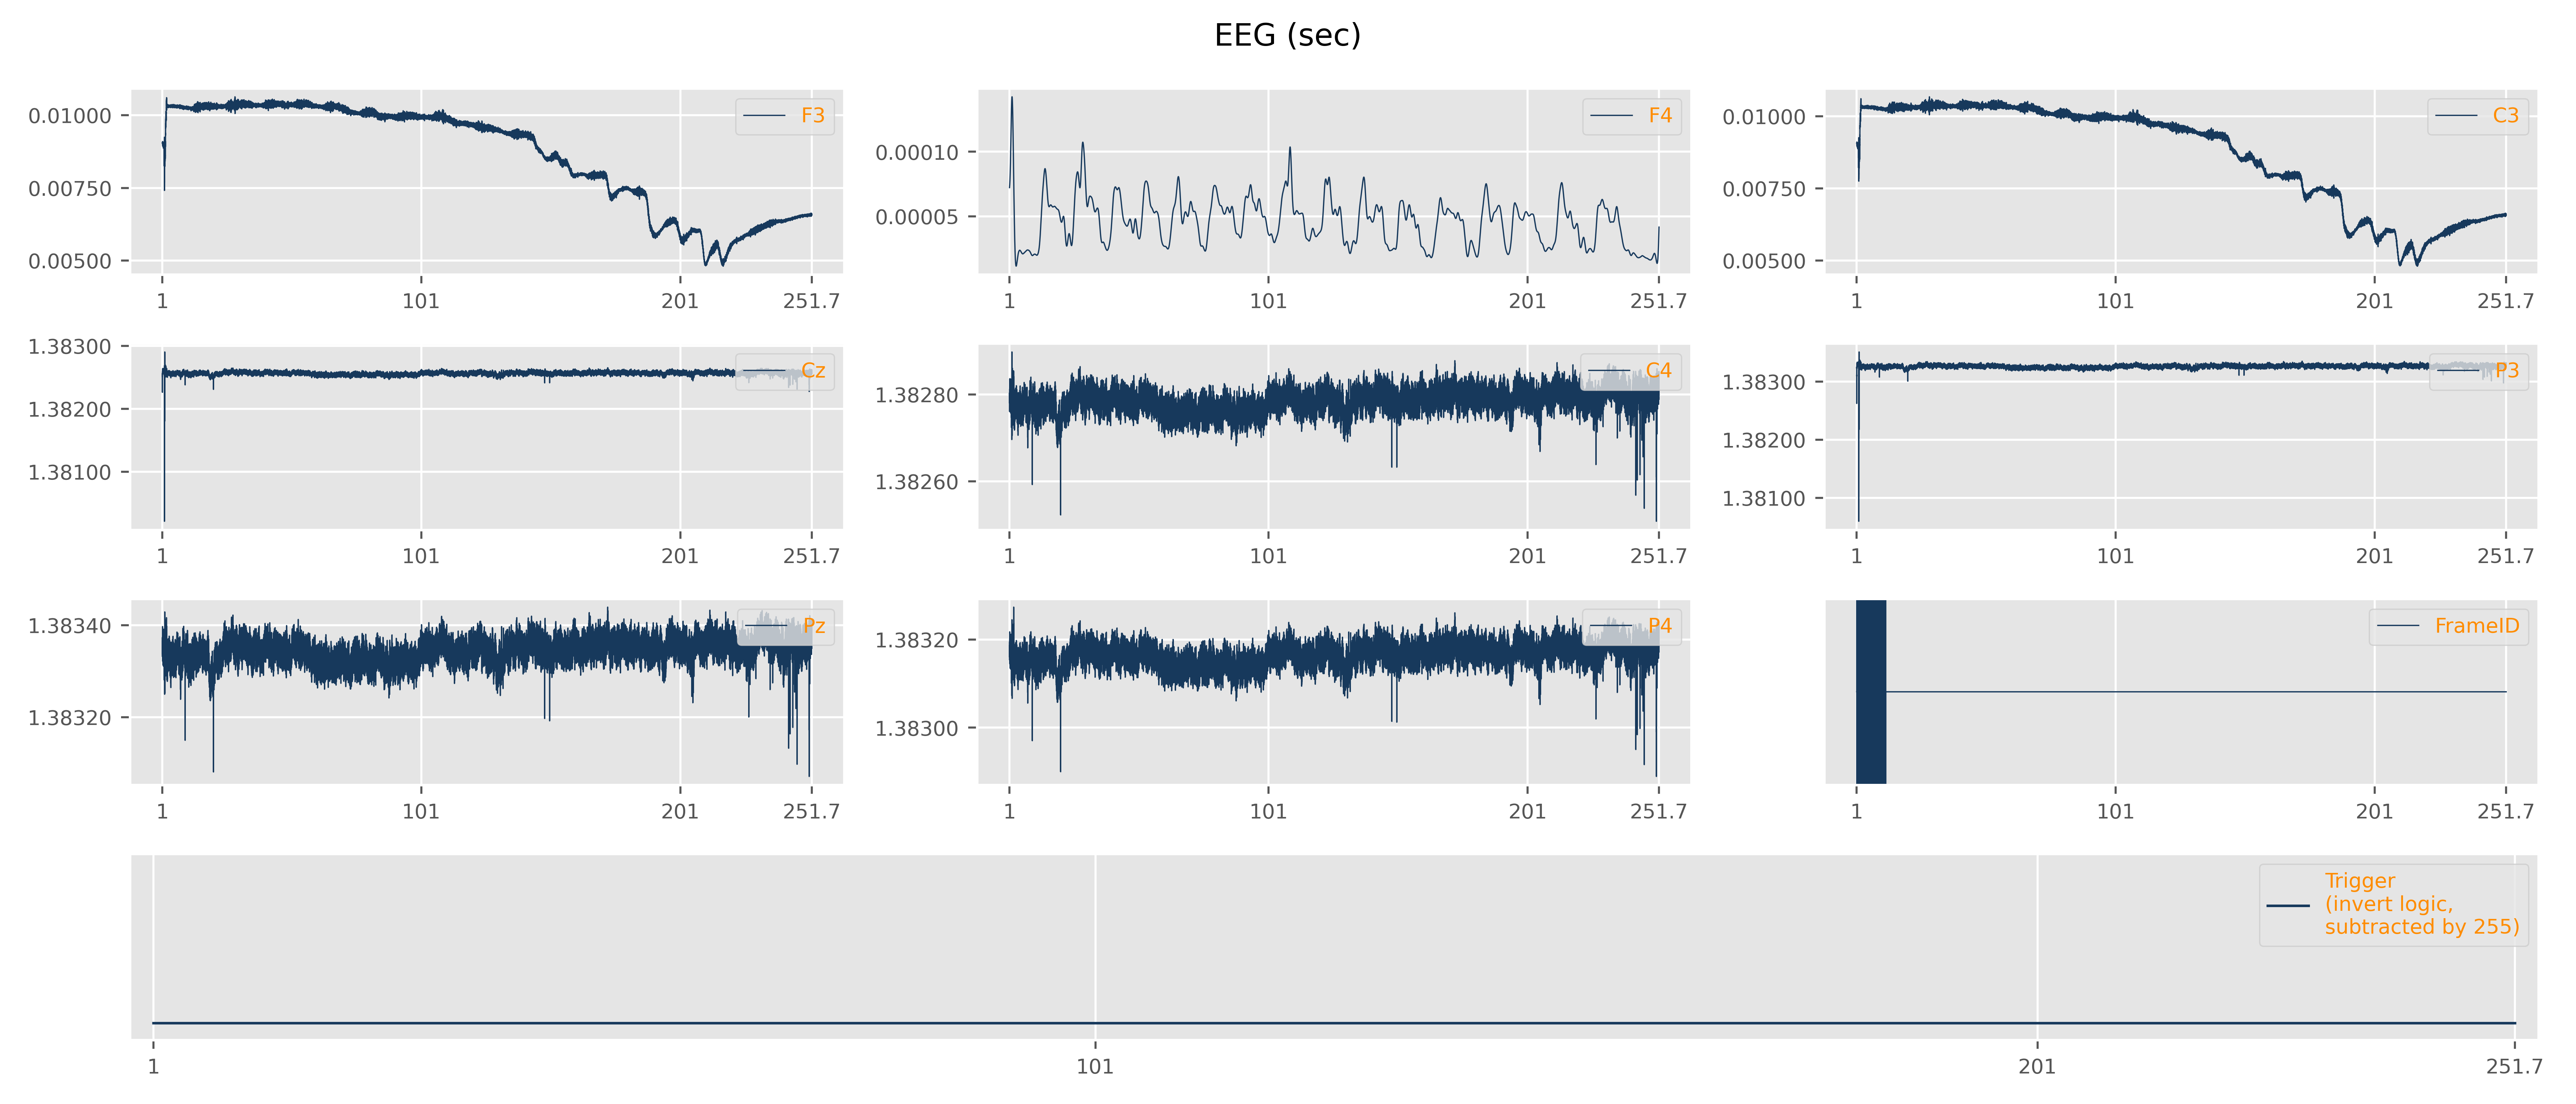 EEG (sec)
0.01000
0.00750
0.00500
F3
1 101 201 251.7
0.00010
0.00005
F4
1 101 201 251.7
0.01000
0.00750
0.00500
C3
1 101 201 251.7
1.38300
1.38200
1.38100
Cz
1 101 201 251.7
1.38280
1.38260
C4
1 101 201 251.7
1.38300
1.38200
1.38100
P3
1 101 201 251.7
1.38340
1.38320
Pz
1 101 201 251.7
1.38320
1.38300
P4
1 101 201 251.7
FrameID
1 101 201 251.7
Trigger
(invert logic,
subtracted by 255)
1 101 201 251.7